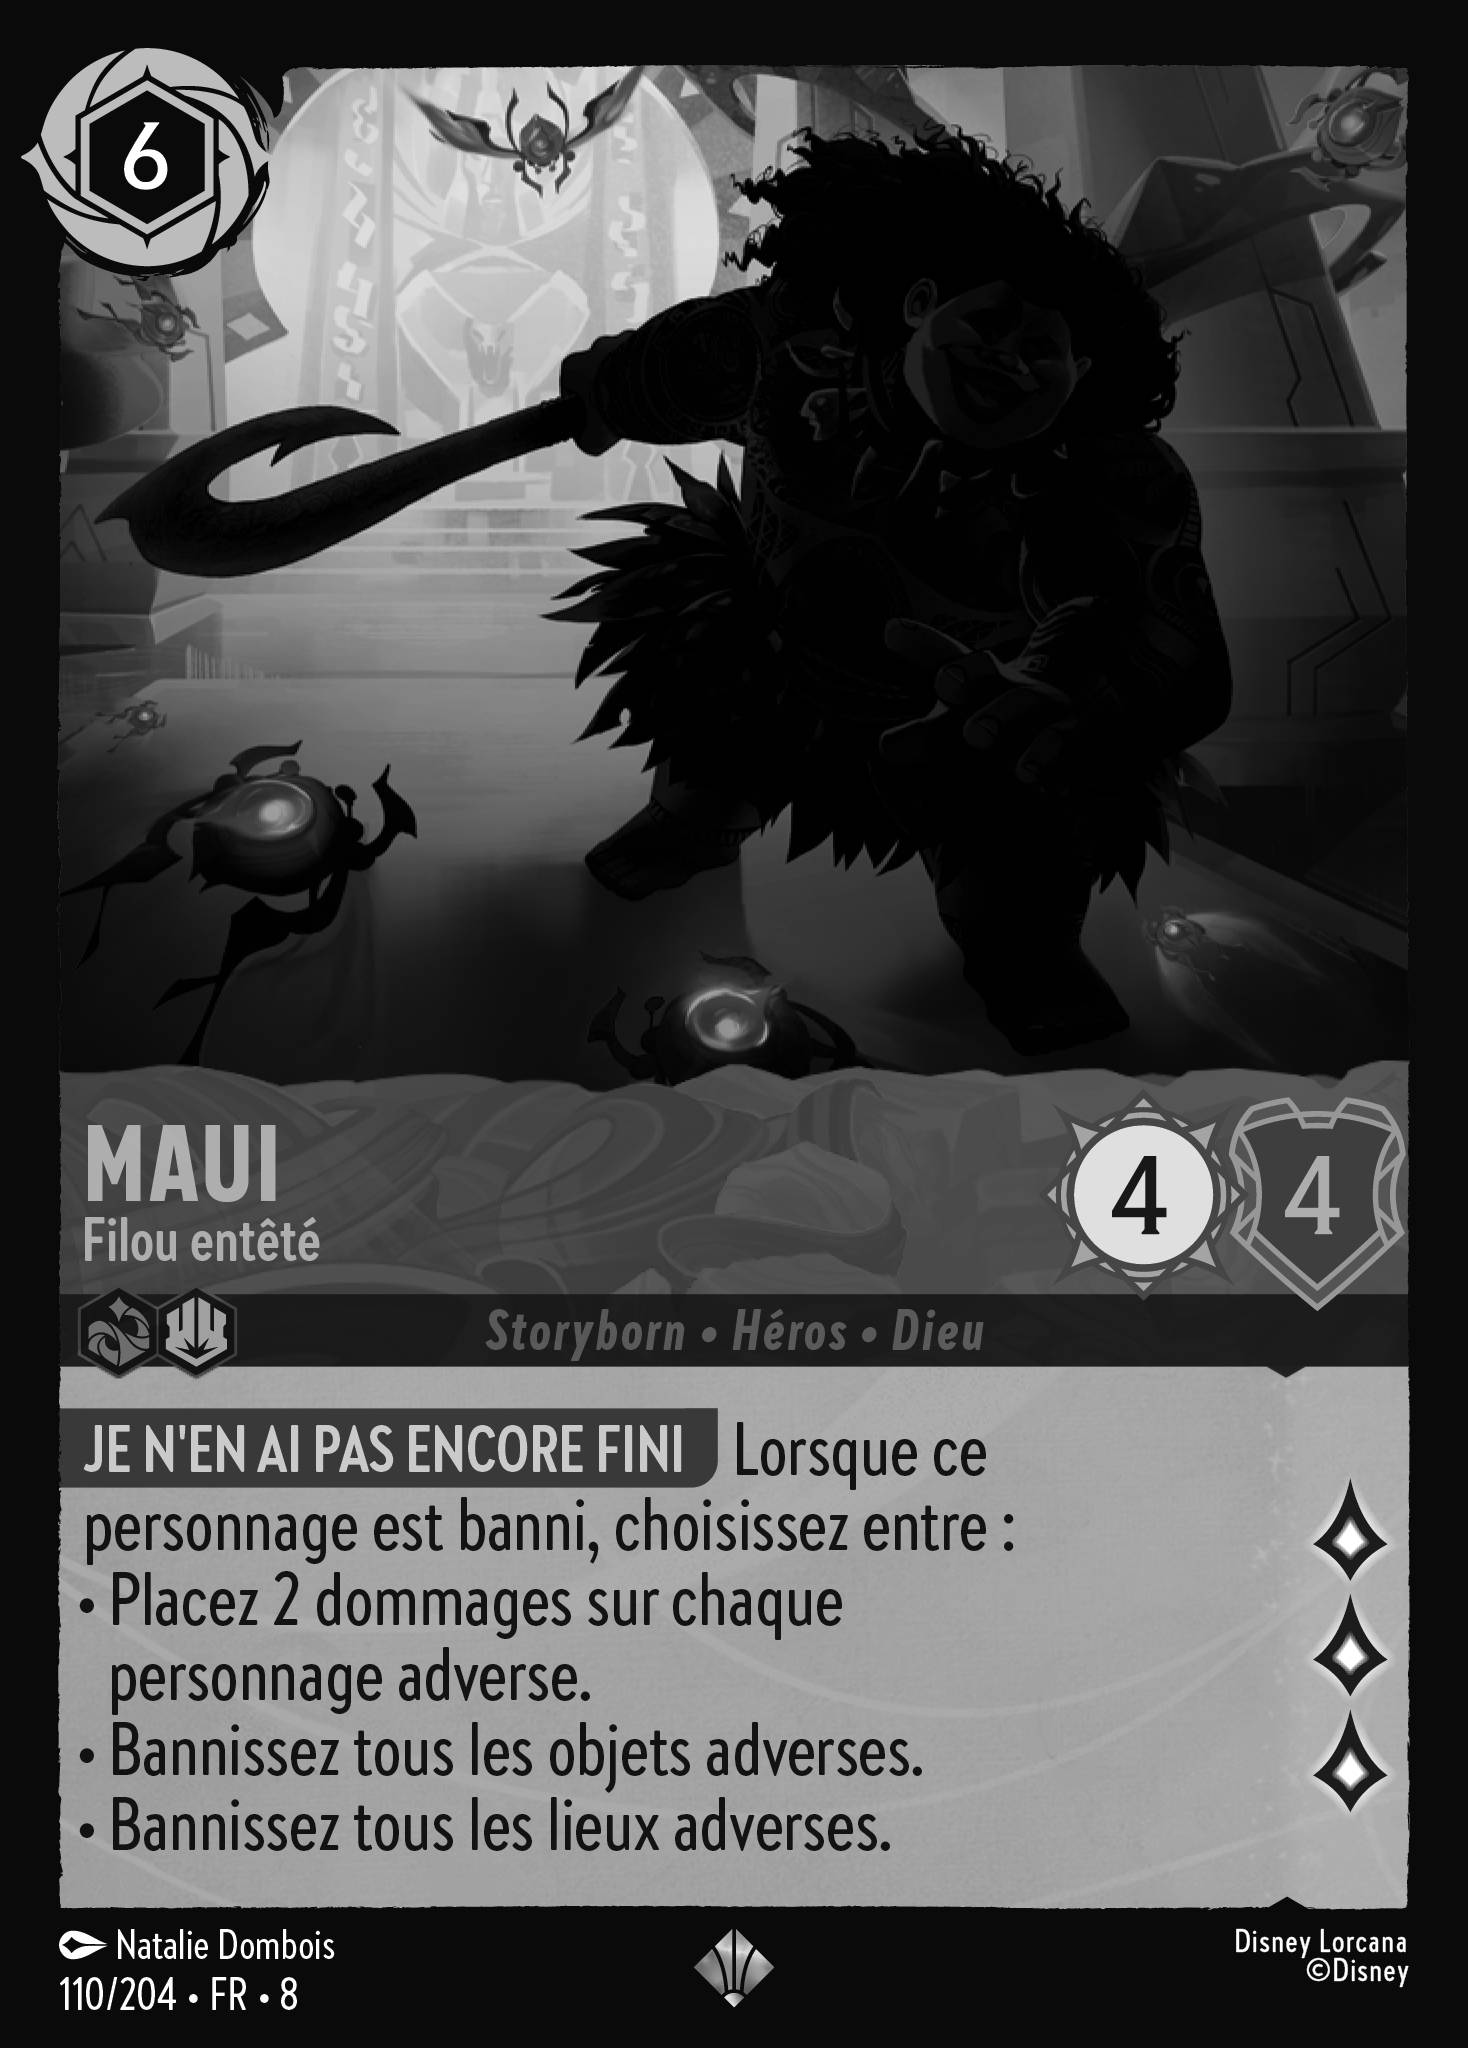 6
MAUI
Filou entêté
4
4
Storyborn • Héros • Dieu
JE N'EN AI PAS ENCORE FINI Lorsque ce
personnage est banni, choisissez entre :
• Placez 2 dommages sur chaque
personnage adverse.
• Bannissez tous les objets adverses.
• Bannissez tous les lieux adverses.
Natalie Dombois
110/204 • FR • 8
Disney Lorcana
©Disney